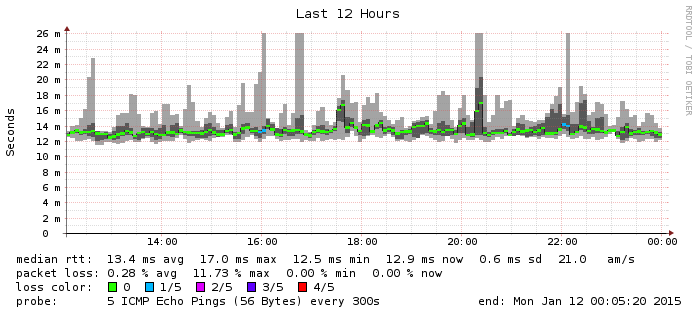 Last 12 Hours
RRDTOOL / TOBI OETIKER
Seconds
26 m
24 m
22 m
20 m
18 m
16 m
14 m
12 m
10 m
8 m
6 m
4 m
2 m
0
14:00 16:00 18:00 20:00 22:00 00:00
median rtt: 13.4 ms avg 17.0 ms max 12.5 ms min 12.9 ms now 0.6 ms sd 21.0 am/s
packet loss: 0.28 % avg 11.73 % max 0.00 % min 0.00 % now
loss color: 0 1/5 2/5 3/5 4/5
probe: 5 ICMP Echo Pings (56 Bytes) every 300s end: Mon Jan 12 00:05:20 2015